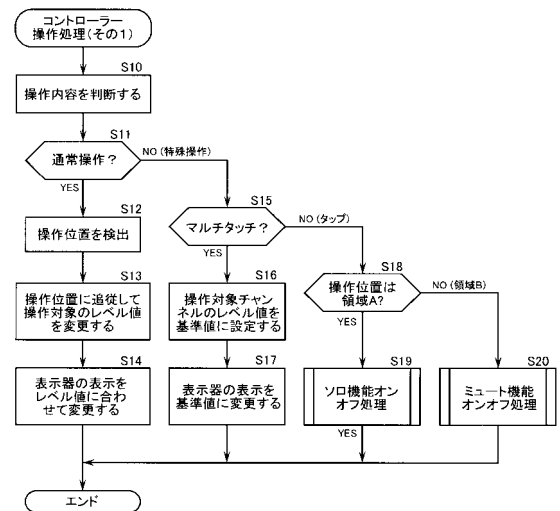 コントローラー
操作処理(その1)
S10
操作内容を判断する
S11
通常操作？
NO (特殊操作)
YES
S12
操作位置を検出
S13
操作位置に追従して
操作対象のレベル値
を変更する
S14
表示器の表示を
レベル値に合わ
せて変更する
S15
マルチタッチ？
NO (タップ)
YES
S16
操作対象チャン
ネルのレベル値を
基準値に設定する
S17
表示器の表示を
基準値に変更する
S18
操作位置は
領域A?
NO (領域B)
YES
S19
ソロ機能オン
オフ処理
YES
S20
ミュート機能
オンオフ処理
エンド